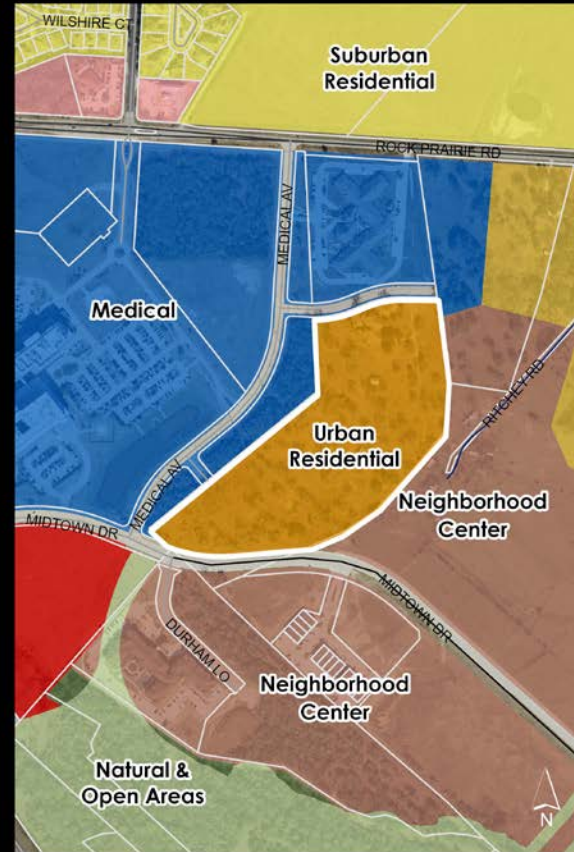 WILSHIRE CT
Suburban
Residential
ROCK PRAIRIE RD
MEDICAL AV
Medical
RITCHEY RD
Urban
Residential
Neighborhood
Center
MEDICAL AV
MIDTOWN DR
MIDTOWN DR
DURHAM LO
Neighborhood
Center
Natural &
Open Areas
N